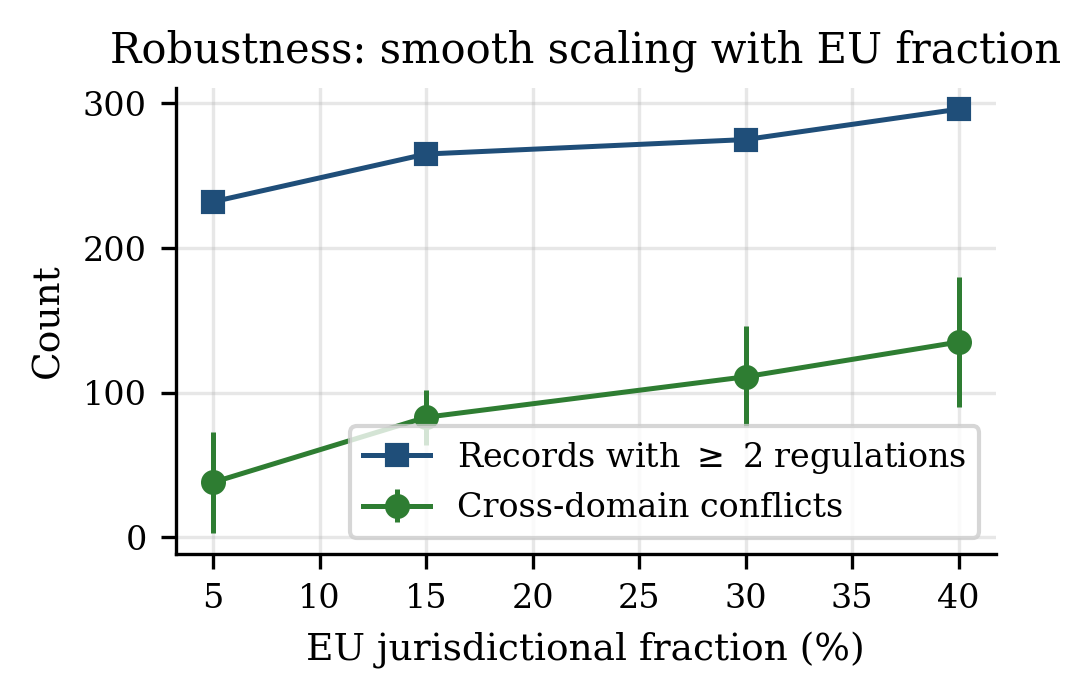 Robustness: smooth scaling with EU fraction
300
200
100
0
Count
Records with ≥ 2 regulations
Cross-domain conflicts
5 10 15 20 25 30 35 40
EU jurisdictional fraction (%)